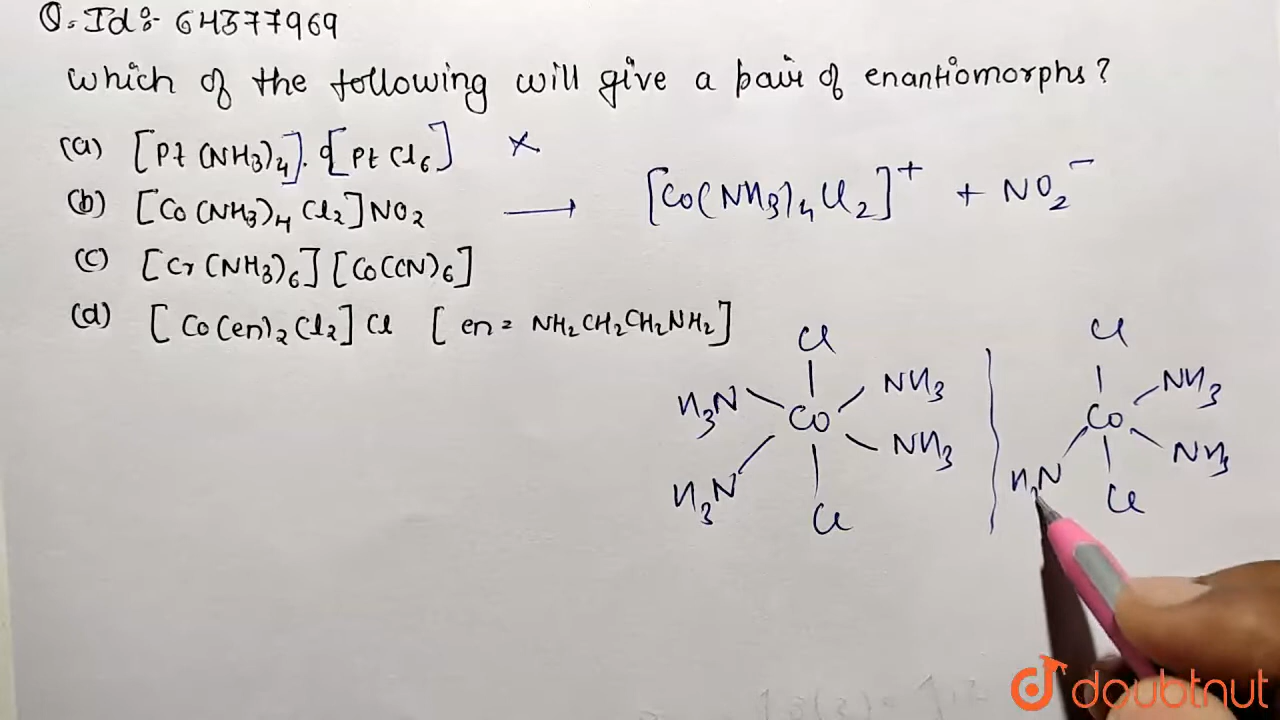 Q. Id:- 64377969
Which of the following will give a pair of enantiomorphs?
(a) [Pt(NH3)4].[PtCl6] ×
(b) [Co(NH3)4Cl2]NO2 → [Co(NH3)4Cl2]+ + NO2-
(c) [Cr(NH3)6][Co(CN)6]
(d) [Co(en)2Cl2]Cl [en = NH2CH2CH2NH2]
Cl Cl
H3N NH3 NH3
Co Co
H3N NH3 H3N NH3
Cl Cl
doubtnut